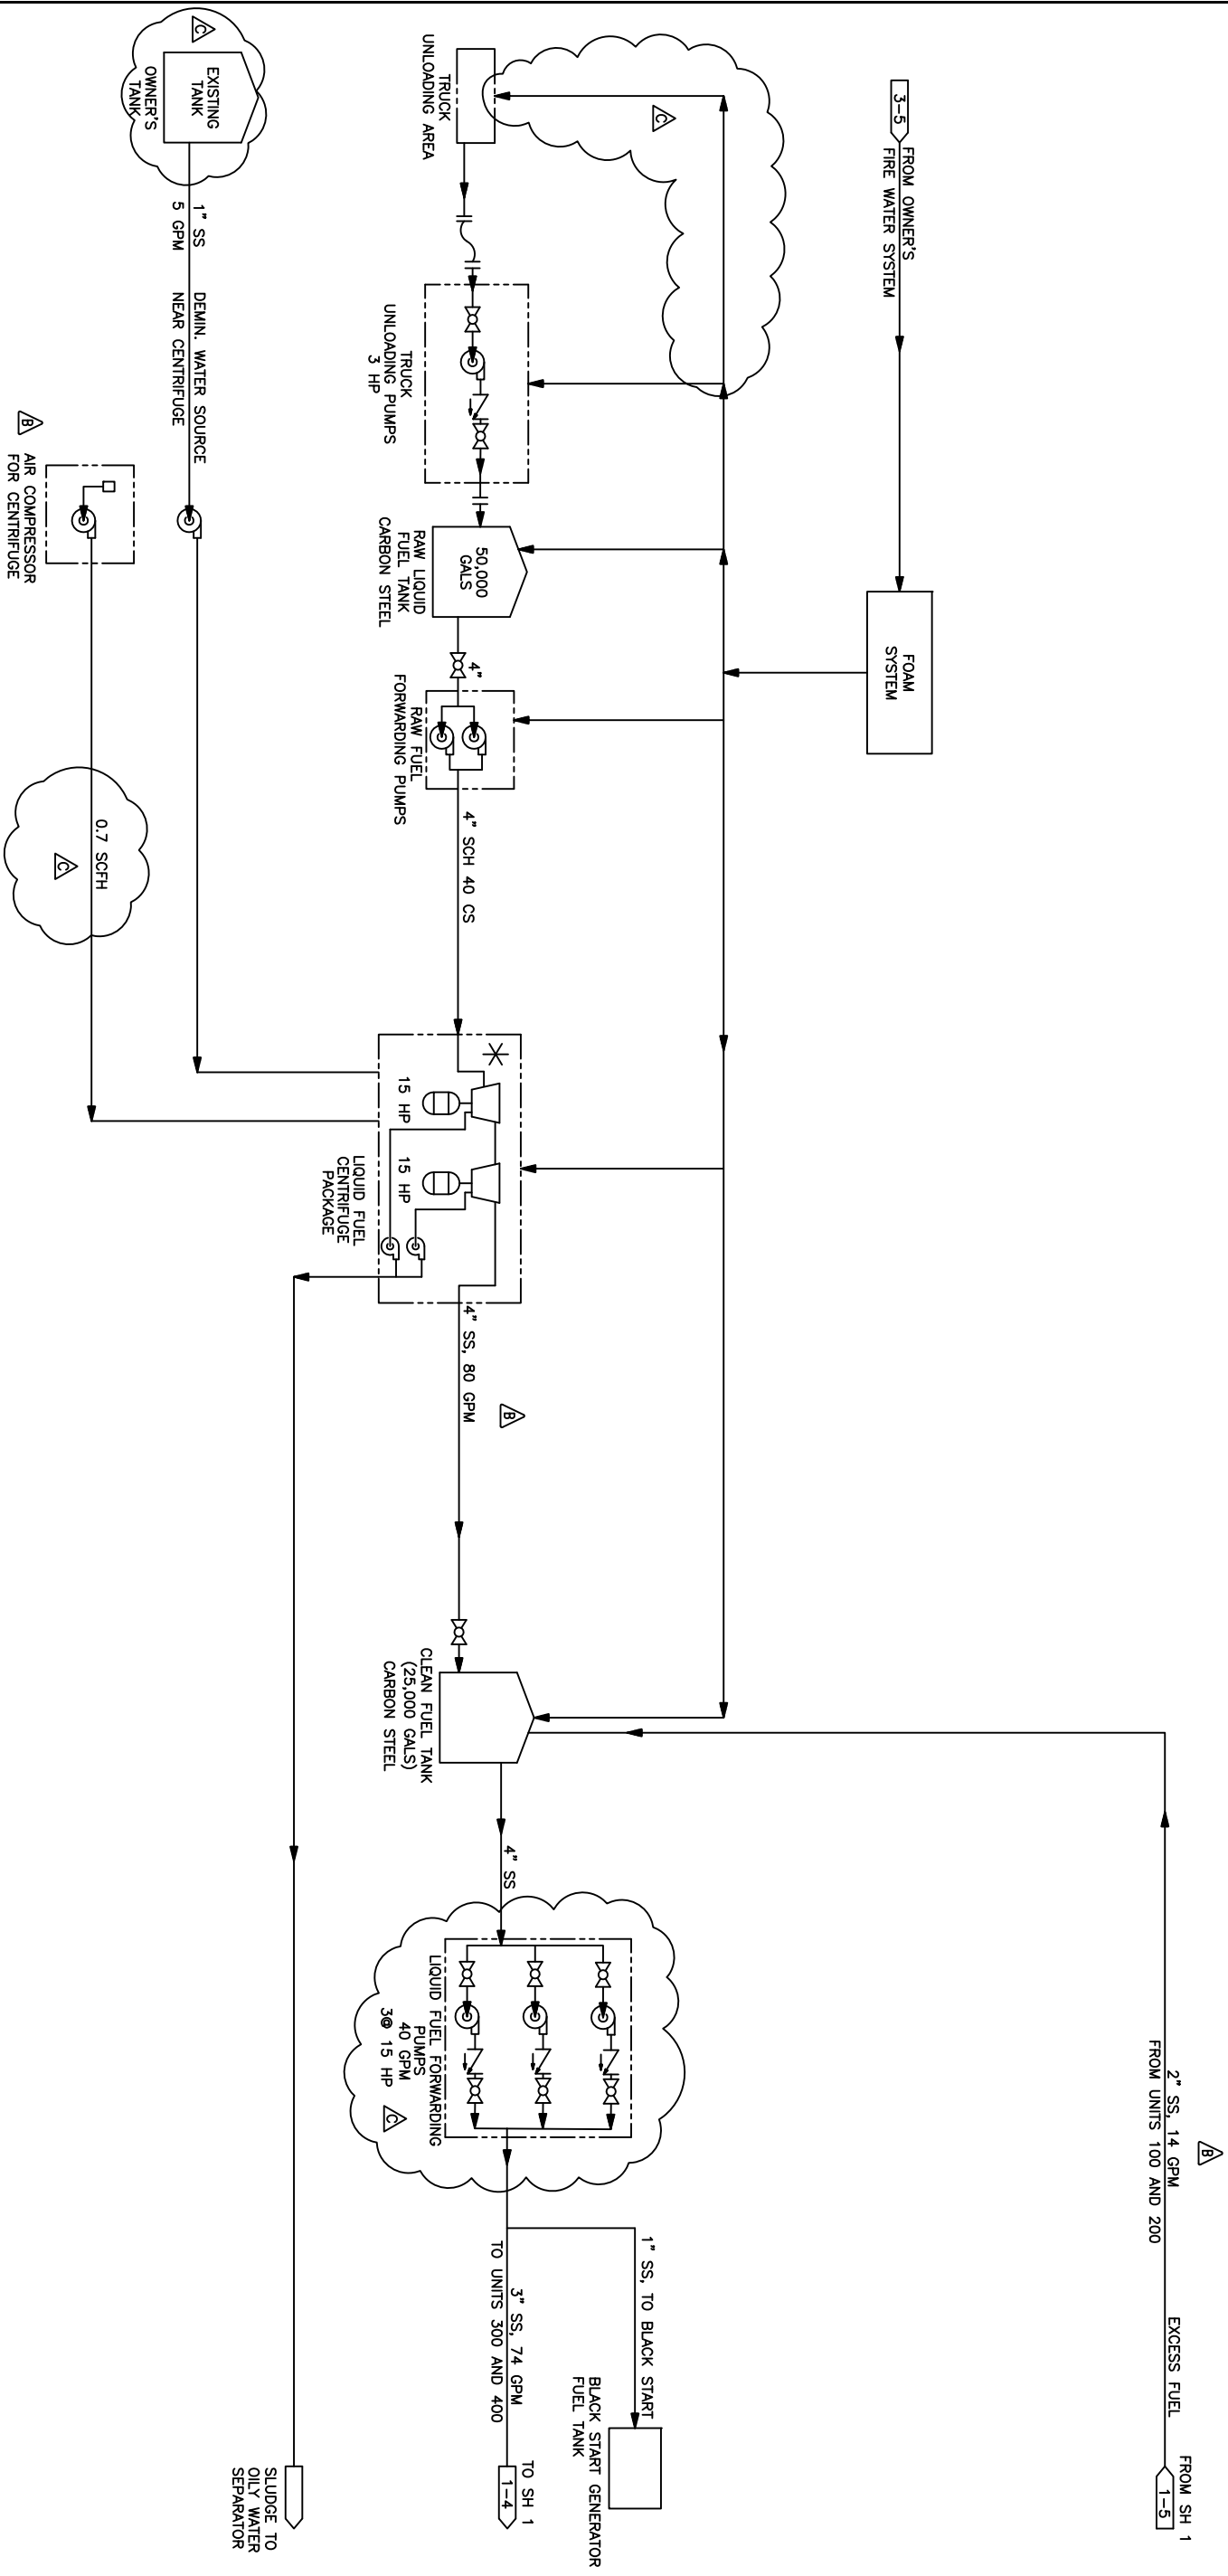 3-5
FROM OWNER'S
FIRE WATER SYSTEM
FOAM
SYSTEM
B
2" SS, 14 GPM
FROM UNITS 100 AND 200
EXCESS FUEL
FROM SH 1
1-5
C
TRUCK
UNLOADING AREA
TRUCK
UNLOADING PUMPS
3 HP
50,000
GALS
RAW LIQUID
FUEL TANK
CARBON STEEL
4"
RAW FUEL
FORWARDING PUMPS
4" SCH 40 CS
15 HP
15 HP
LIQUID FUEL
CENTRIFUGE
PACKAGE
4" SS, 80 GPM
B
CLEAN FUEL TANK
(25,000 GALS)
CARBON STEEL
4" SS
LIQUID FUEL FORWARDING
PUMPS
40 GPM
3@ 15 HP
C
1" SS, TO BLACK START
BLACK START GENERATOR
FUEL TANK
3" SS, 74 GPM
TO UNITS 300 AND 400
TO SH 1
1-4
SLUDGE TO
OILY WATER
SEPARATOR
C
EXISTING
TANK
OWNER'S
TANK
1" SS
5 GPM
DEMIN. WATER SOURCE
NEAR CENTRIFUGE
B
AIR COMPRESSOR
FOR CENTRIFUGE
0.7 SCFH
C